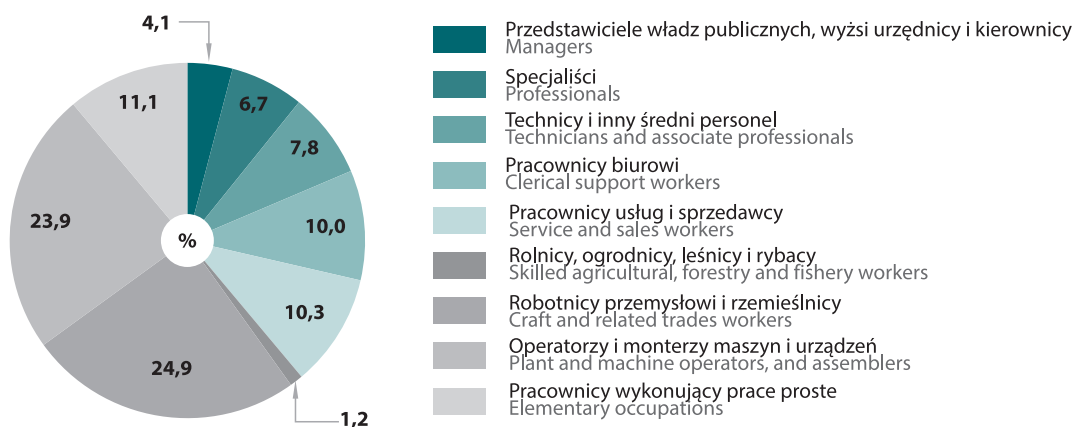 4,1
6,7
7,8
10,0
10,3
1,2
24,9
23,9
11,1
%
Przedstawiciele władz publicznych, wyżsi urzędnicy i kierownicy
Managers
Specjaliści
Professionals
Technicy i inny średni personel
Technicians and associate professionals
Pracownicy biurowi
Clerical support workers
Pracownicy usług i sprzedawcy
Service and sales workers
Rolnicy, ogrodnicy, leśnicy i rybacy
Skilled agricultural, forestry and fishery workers
Robotnicy przemysłowi i rzemieślnicy
Craft and related trades workers
Operatorzy i monterzy maszyn i urządzeń
Plant and machine operators, and assemblers
Pracownicy wykonujący prace proste
Elementary occupations